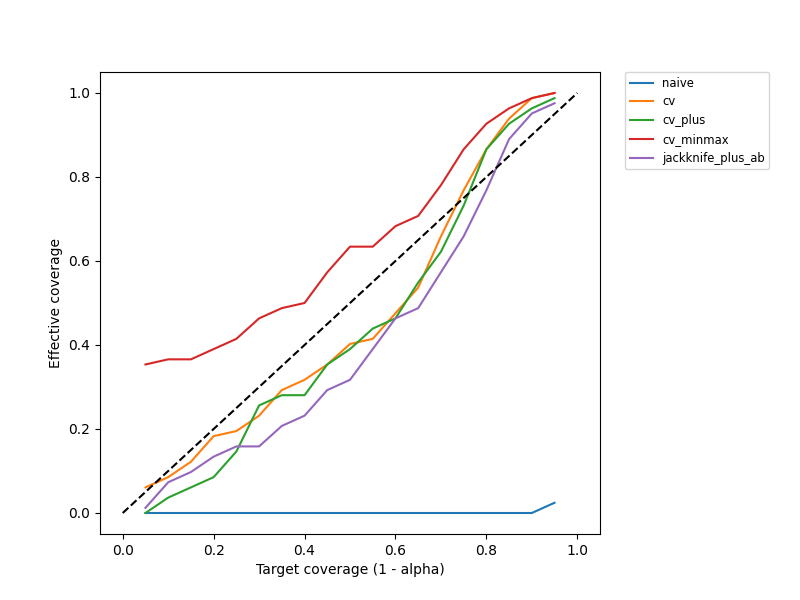 naive
cv
cv_plus
cv_minmax
jackknife_plus_ab
Effective coverage
1.0
0.8
0.6
0.4
0.2
0.0
0.0 0.2 0.4 0.6 0.8 1.0
Target coverage (1 - alpha)